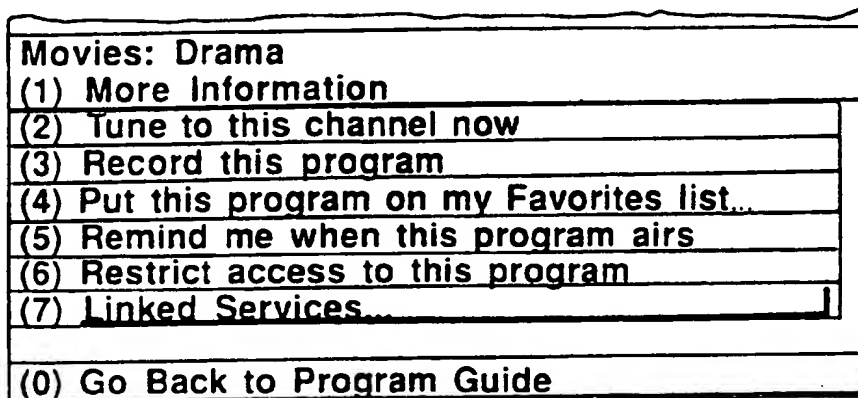 Movies: Drama
(1) More Information
(2) Tune to this channel now
(3) Record this program
(4) Put this program on my Favorites list...
(5) Remind me when this program airs
(6) Restrict access to this program
(7) Linked Services...
(0) Go Back to Program Guide